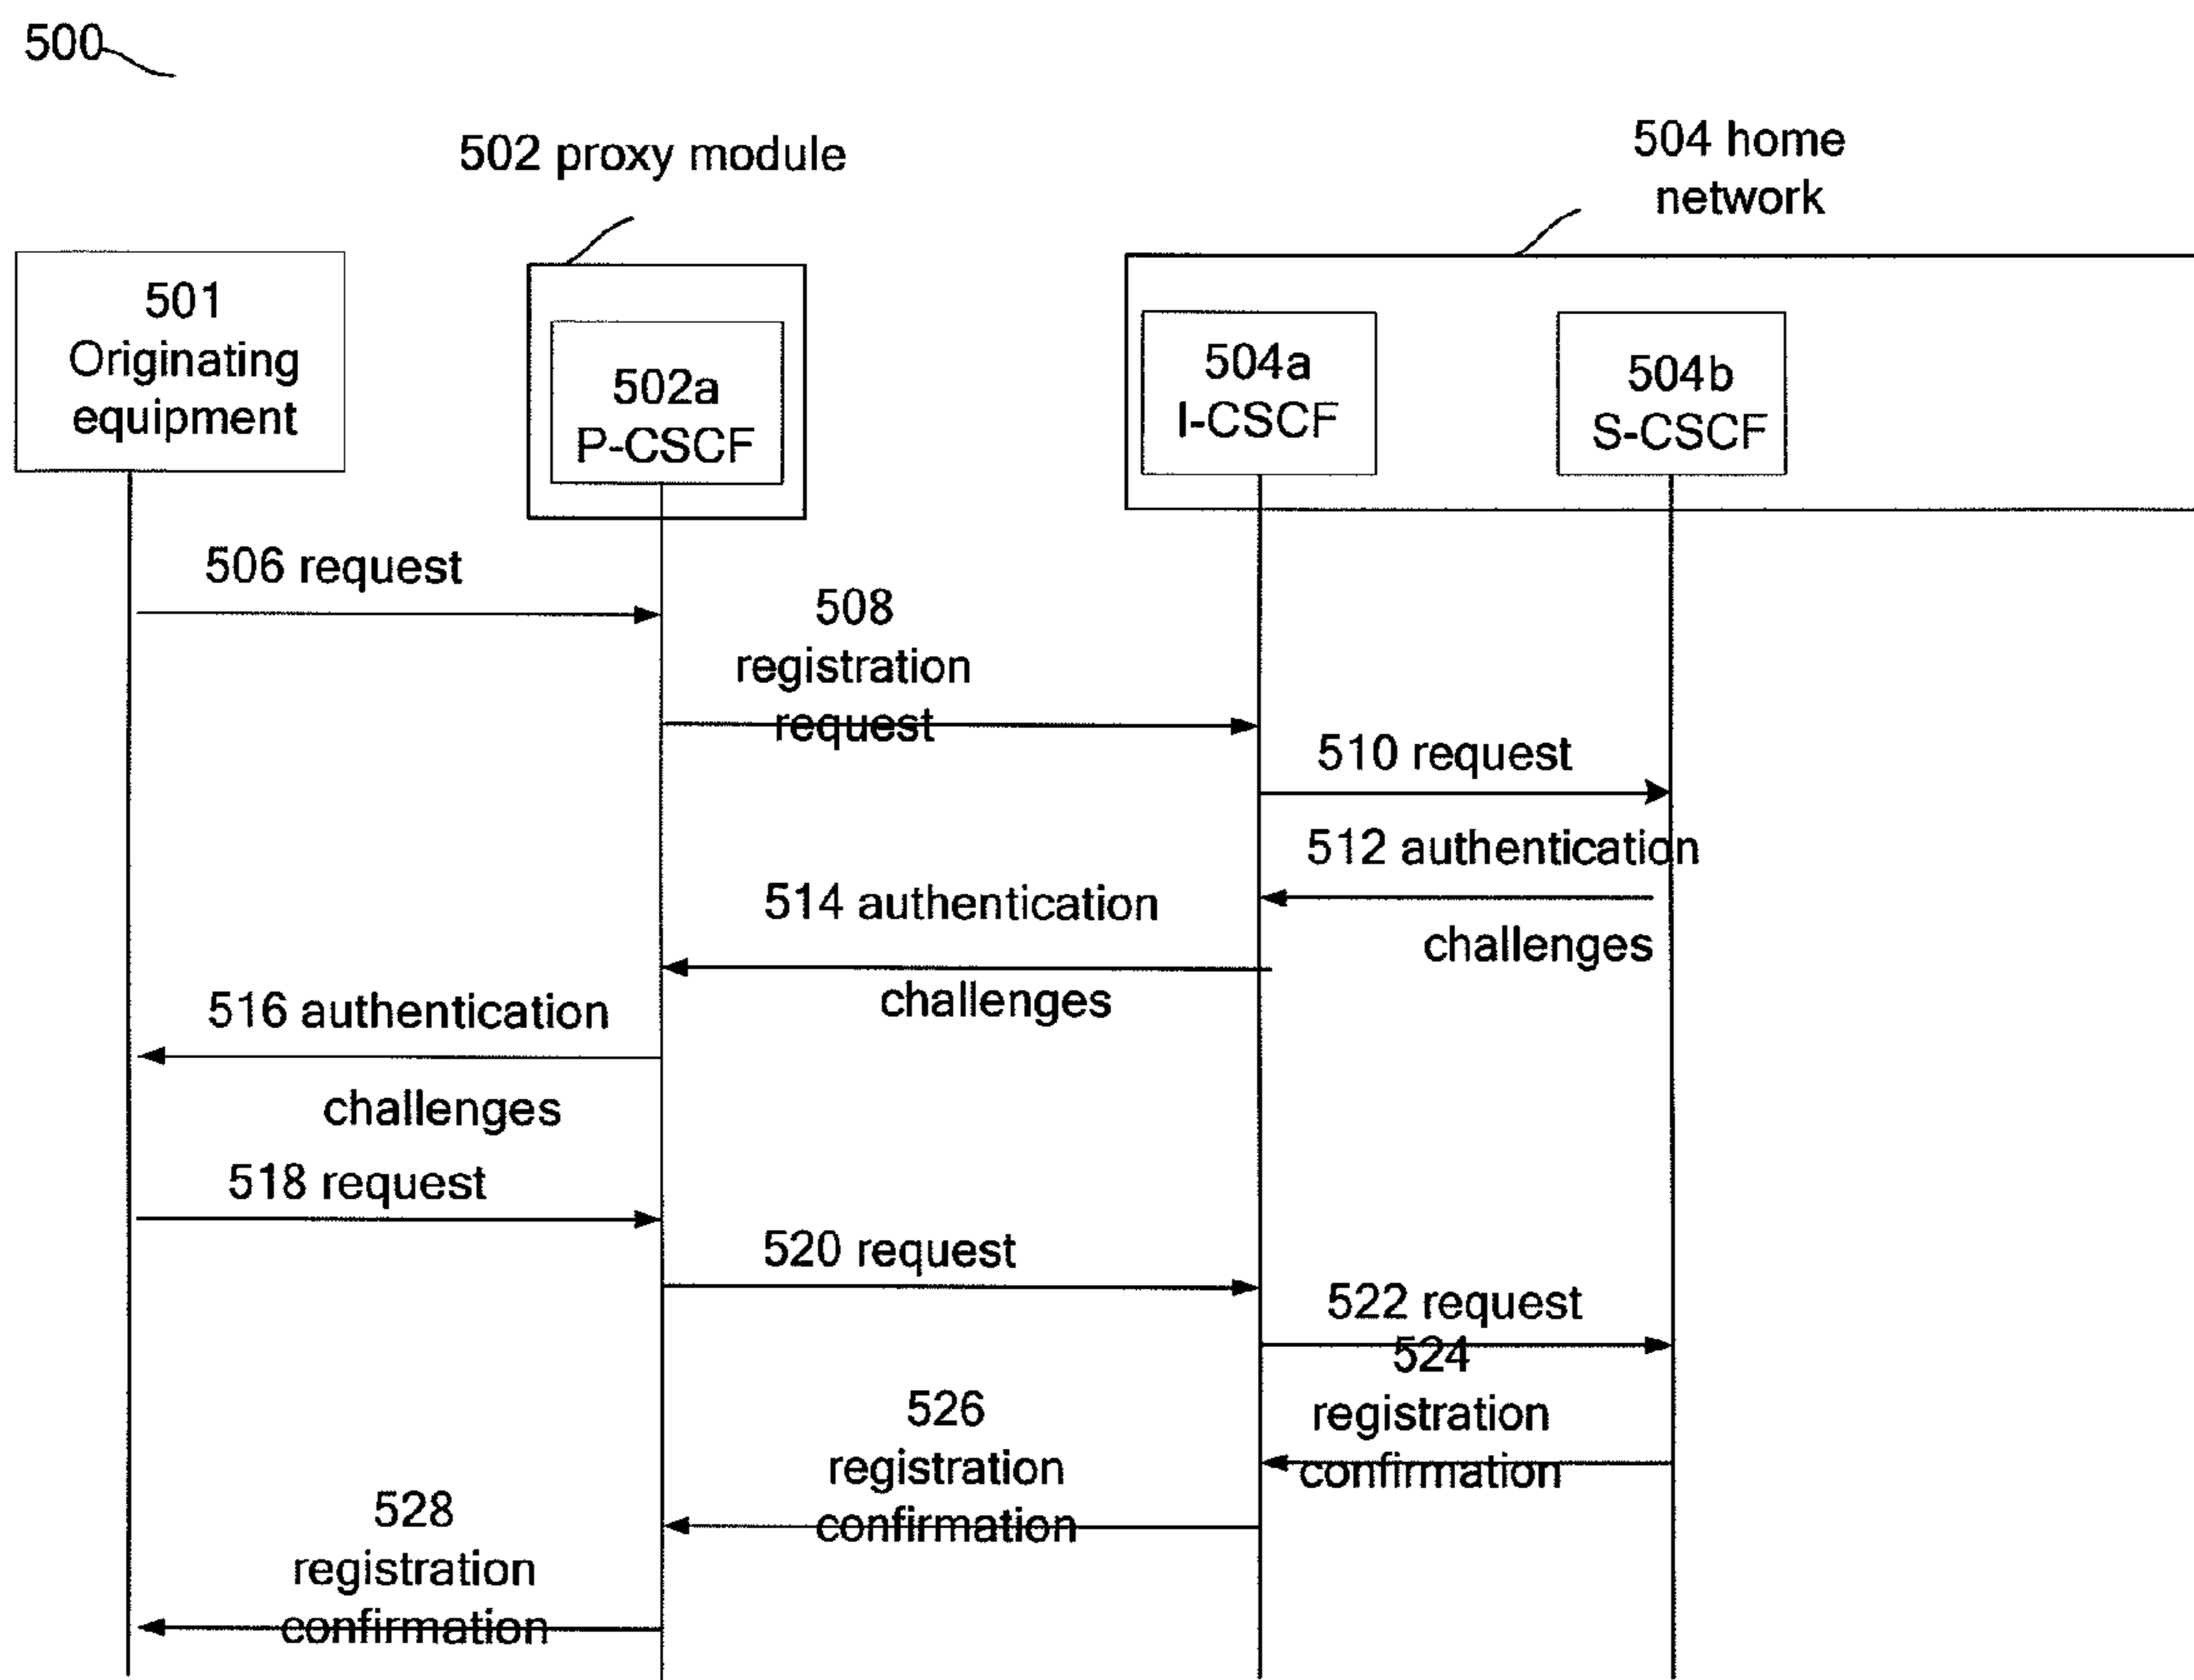 500
502 proxy module
504 home
network
501
Originating
equipment
502a
P-CSCF
504a
I-CSCF
504b
S-CSCF
506 request
508
registration
request
510 request
512 authentication
challenges
514 authentication
challenges
516 authentication
challenges
518 request
520 request
522 request
524
registration
confirmation
526
registration
confirmation
528
registration
confirmation